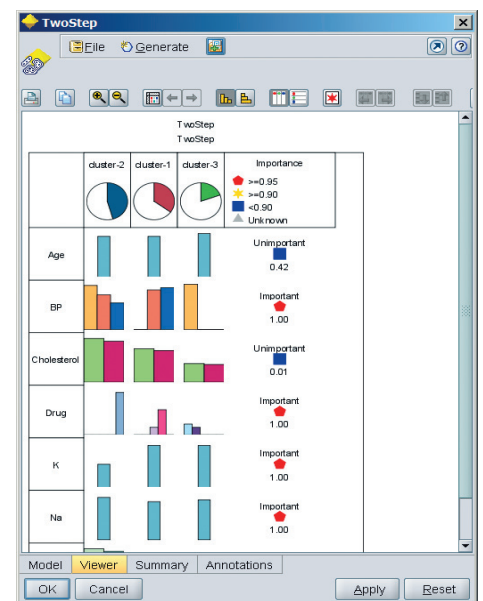 TwoStep
File Generate
TwoStep
TwoStep
cluster-2 cluster-1 cluster-3 Importance
>=0.95
>=0.90
<0.90
Unknown
Age
Unimportant
0.42
BP
Important
1.00
Cholesterol
Unimportant
0.01
Drug
Important
1.00
K
Important
1.00
Na
Important
1.00
Model Viewer Summary Annotations
OK Cancel Apply Reset